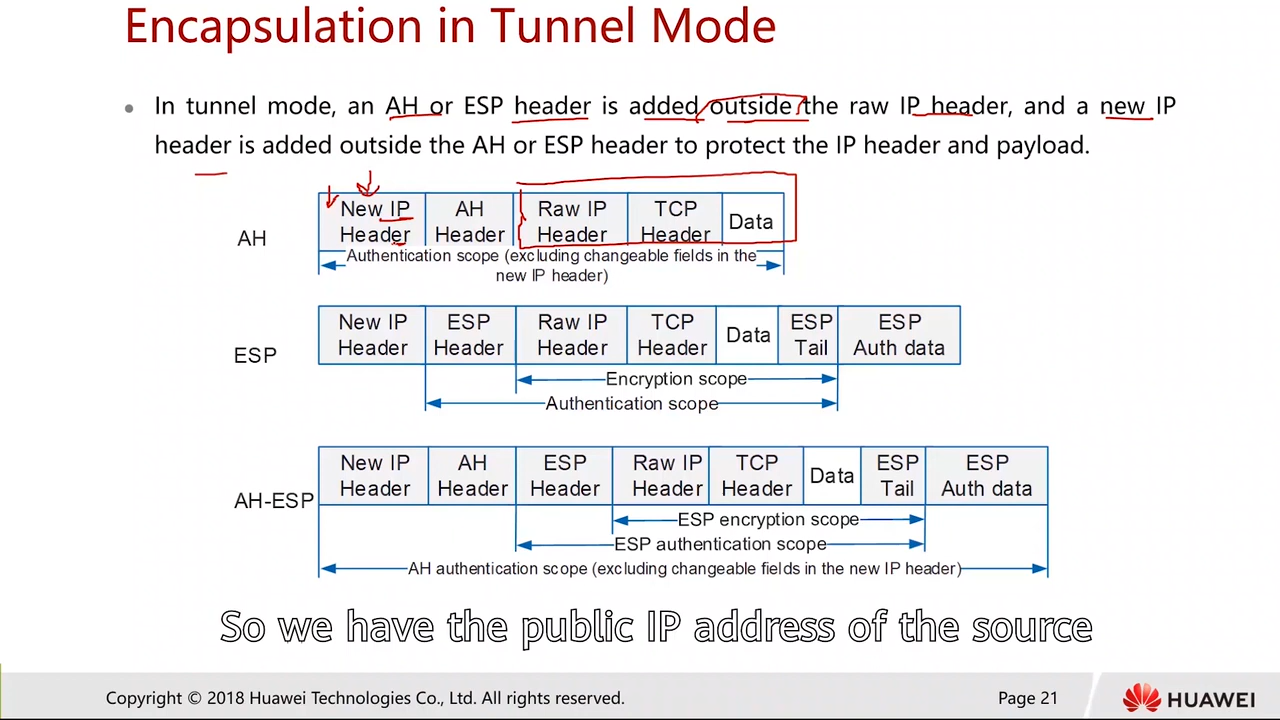 Encapsulation in Tunnel Mode
• In tunnel mode, an AH or ESP header is added outside the raw IP header, and a new IP
header is added outside the AH or ESP header to protect the IP header and payload.
AH
New IP Header
AH Header
Raw IP Header
TCP Header
Data
Authentication scope (excluding changeable fields in the
new IP header)
ESP
New IP Header
ESP Header
Raw IP Header
TCP Header
Data
ESP Tail
ESP Auth data
Encryption scope
Authentication scope
AH-ESP
New IP Header
AH Header
ESP Header
Raw IP Header
TCP Header
Data
ESP Tail
ESP Auth data
ESP encryption scope
ESP authentication scope
AH authentication scope (excluding changeable fields in the new IP header)
So we have the public IP address of the source
Copyright © 2018 Huawei Technologies Co., Ltd. All rights reserved.
Page 21
HUAWEI